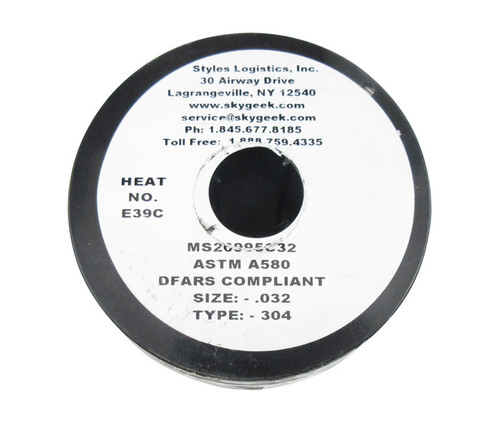 Styles Logistics, Inc.
30 Airway Drive
Lagrangeville, NY 12540
www.skygeek.com
service@skygeek.com
Ph: 1.845.677.8185
Toll Free: 1.888.759.4335
HEAT
NO.
E39C
MS20995C32
ASTM A580
DFARS COMPLIANT
SIZE: - .032
TYPE: - 304